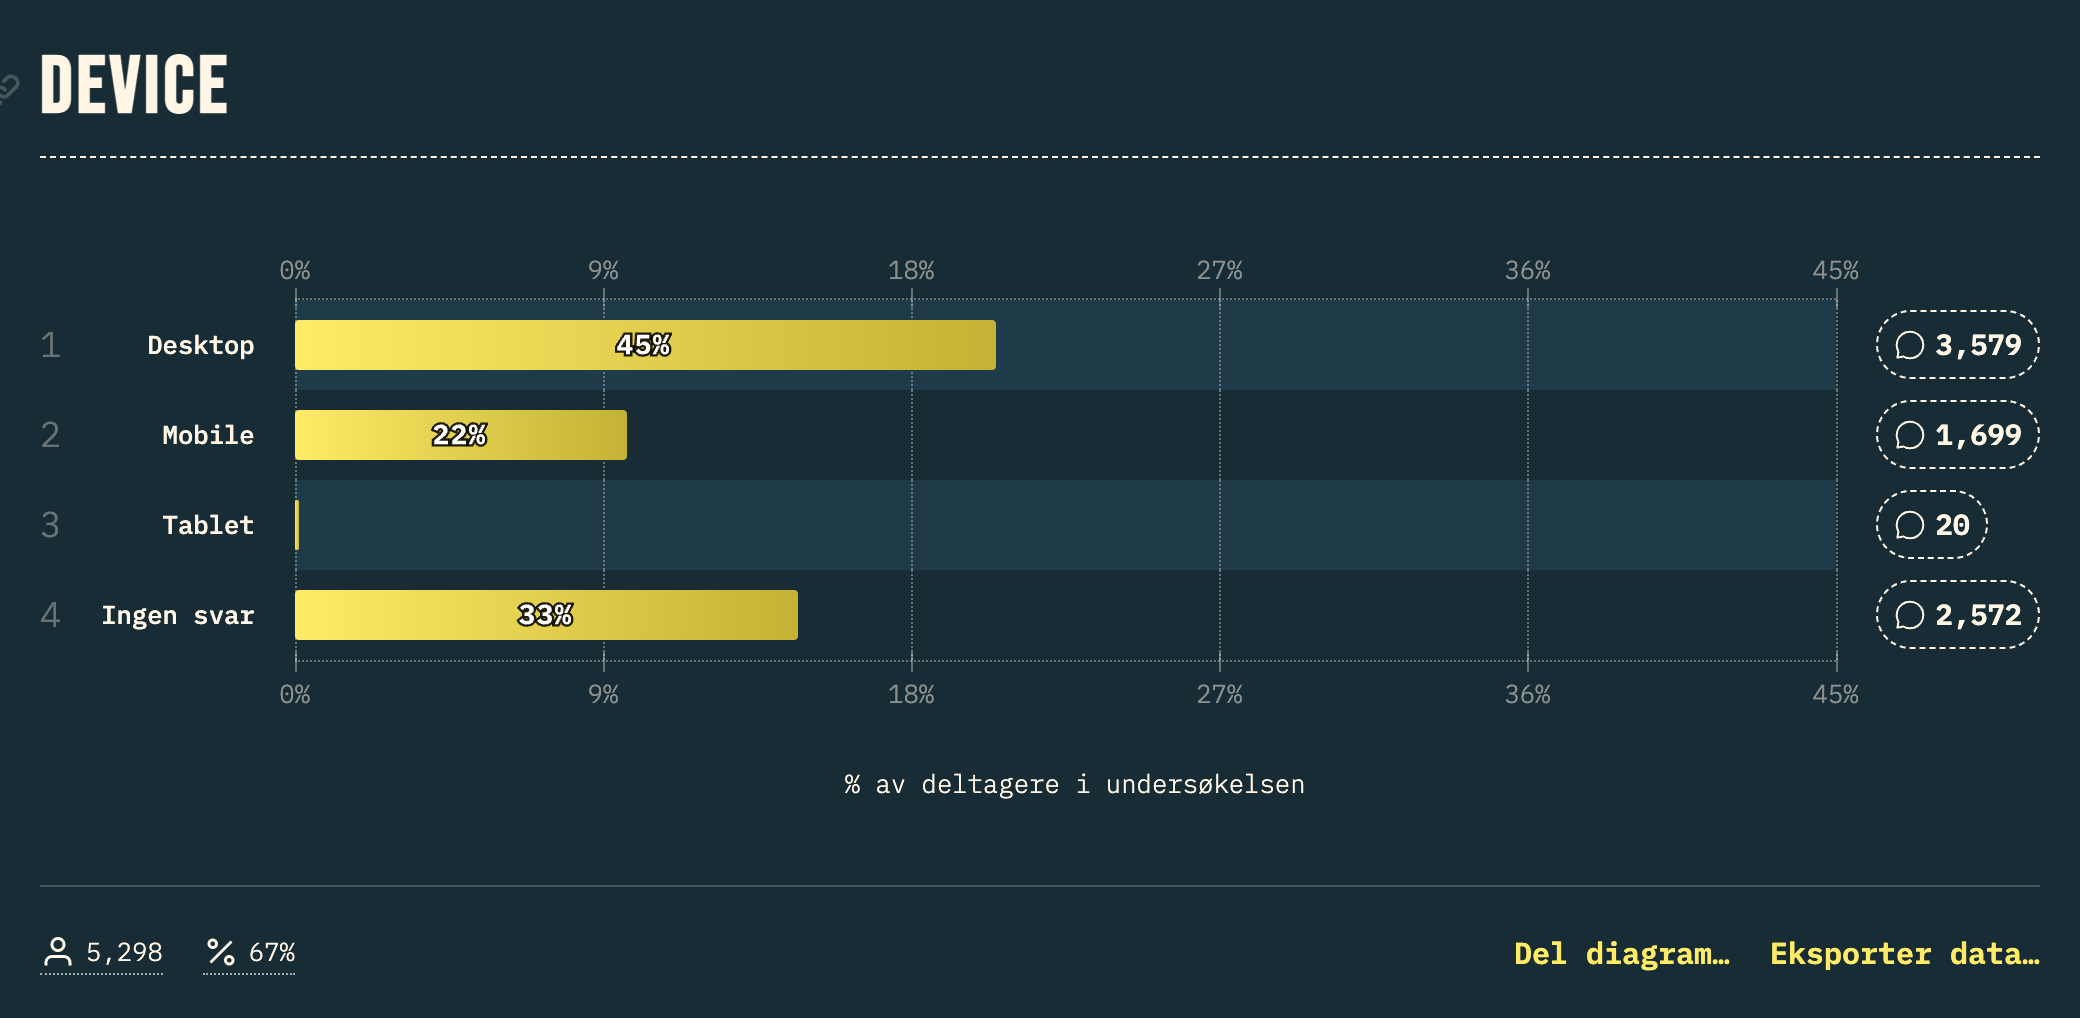 DEVICE
0% 9% 18% 27% 36% 45%
1 Desktop 45% 3,579
2 Mobile 22% 1,699
3 Tablet 20
4 Ingen svar 33% 2,572
0% 9% 18% 27% 36% 45%
% av deltagere i undersøkelsen
5,298 67% Del diagram… Eksporter data…